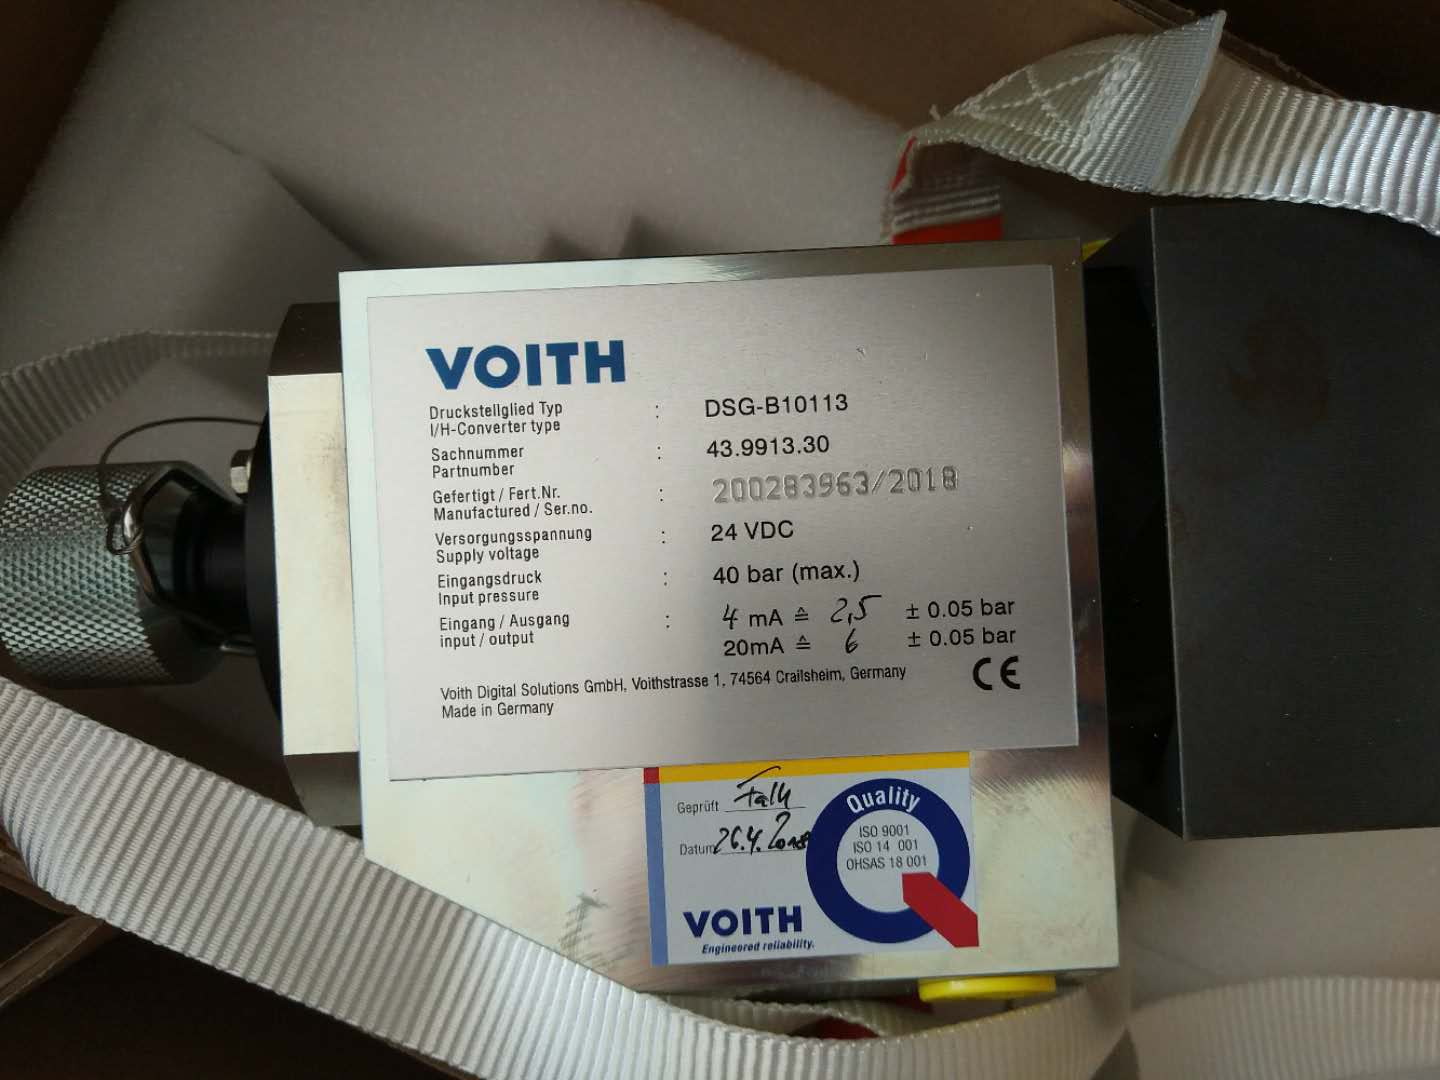 VOITH
Druckstellglied Typ : DSG-B10113
I/H-Converter type
Sachnummer : 43.9913.30
Partnumber
Gefertigt / Fert.Nr. : 200283963/2018
Manufactured / Ser.no.
Versorgungsspannung : 24 VDC
Supply voltage
Eingangsdruck : 40 bar (max.)
Input pressure
Eingang / Ausgang : 4 mA ≙ 2,5 ± 0.05 bar
input / output 20mA ≙ 6 ± 0.05 bar
Voith Digital Solutions GmbH, Voithstrasse 1, 74564 Crailsheim, Germany
Made in Germany
CE
Geprüft
Datum 26.4.2018
Quality
ISO 9001
ISO 14 001
OHSAS 18 001
VOITH
Engineered reliability.